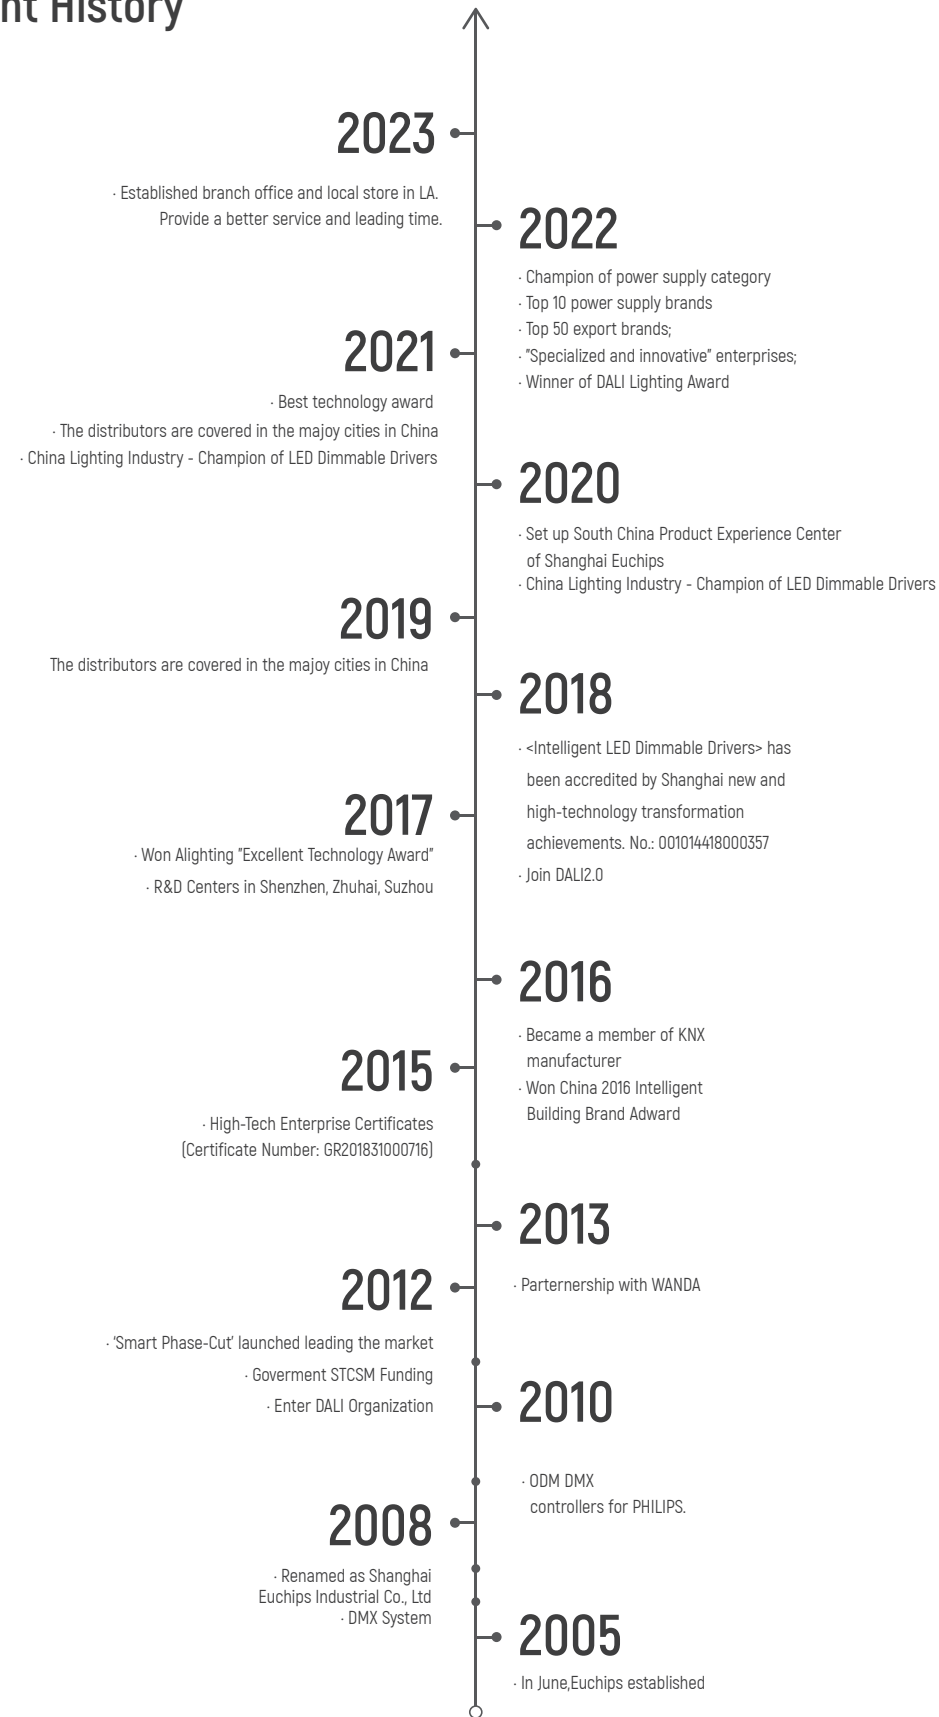 nt History
2023
· Established branch office and local store in LA.
Provide a better service and leading time.
2022
· Champion of power supply category
· Top 10 power supply brands
· Top 50 export brands;
· "Specialized and innovative" enterprises;
· Winner of DALI Lighting Award
2021
· Best technology award
· The distributors are covered in the majoy cities in China
· China Lighting Industry - Champion of LED Dimmable Drivers
2020
· Set up South China Product Experience Center
of Shanghai Euchips
· China Lighting Industry - Champion of LED Dimmable Drivers
2019
The distributors are covered in the majoy cities in China
2018
· <Intelligent LED Dimmable Drivers> has
been accredited by Shanghai new and
high-technology transformation
achievements. No.: 001014418000357
· Join DALI2.0
2017
· Won Alighting "Excellent Technology Award"
· R&D Centers in Shenzhen, Zhuhai, Suzhou
2016
· Became a member of KNX
manufacturer
· Won China 2016 Intelligent
Building Brand Adward
2015
· High-Tech Enterprise Certificates
(Certificate Number: GR201831000716)
2013
· Parternership with WANDA
2012
· 'Smart Phase-Cut' launched leading the market
· Goverment STCSM Funding
· Enter DALI Organization
2010
· ODM DMX
controllers for PHILIPS.
2008
· Renamed as Shanghai
Euchips Industrial Co., Ltd
· DMX System
2005
· In June,Euchips established